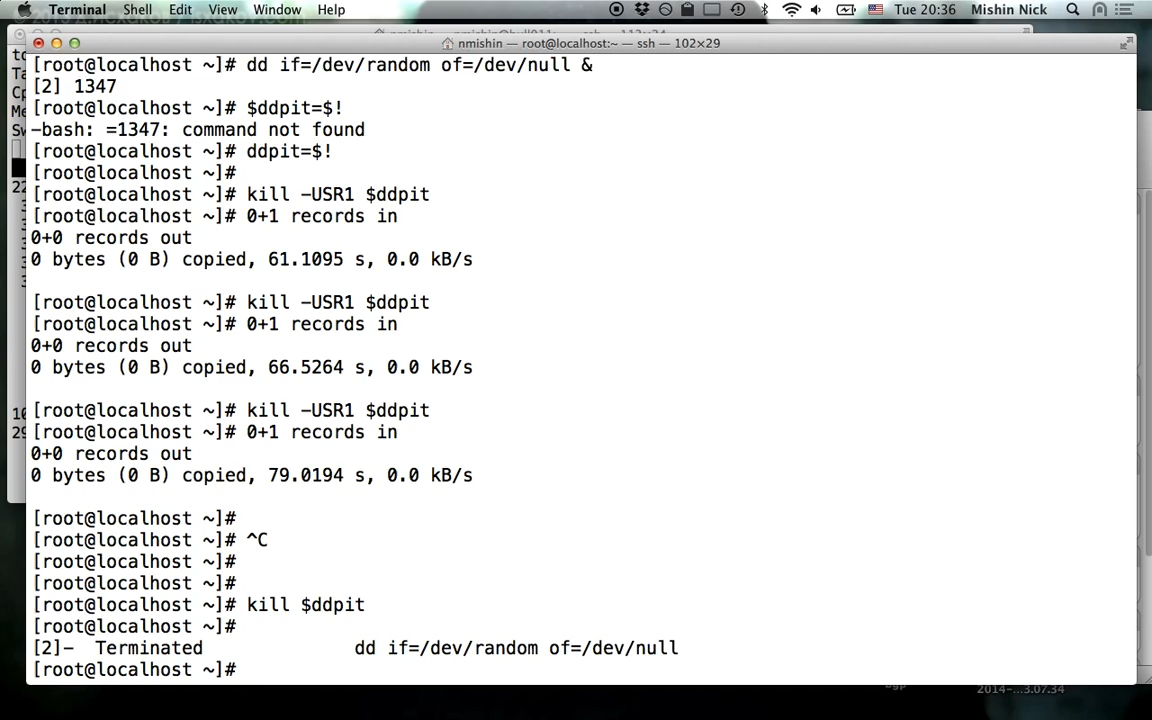 Terminal Shell Edit View Window Help Tue 20:36 Mishin Nick
nmishin — root@localhost:~ — ssh — 102×29
[root@localhost ~]# dd if=/dev/random of=/dev/null &
[2] 1347
[root@localhost ~]# $ddpit=$!
-bash: =1347: command not found
[root@localhost ~]# ddpit=$!
[root@localhost ~]#
[root@localhost ~]# kill -USR1 $ddpit
[root@localhost ~]# 0+1 records in
0+0 records out
0 bytes (0 B) copied, 61.1095 s, 0.0 kB/s
[root@localhost ~]# kill -USR1 $ddpit
[root@localhost ~]# 0+1 records in
0+0 records out
0 bytes (0 B) copied, 66.5264 s, 0.0 kB/s
[root@localhost ~]# kill -USR1 $ddpit
[root@localhost ~]# 0+1 records in
0+0 records out
0 bytes (0 B) copied, 79.0194 s, 0.0 kB/s
[root@localhost ~]#
[root@localhost ~]# ^C
[root@localhost ~]#
[root@localhost ~]#
[root@localhost ~]# kill $ddpit
[root@localhost ~]#
[2]-  Terminated              dd if=/dev/random of=/dev/null
[root@localhost ~]#
2014-...3.07.34